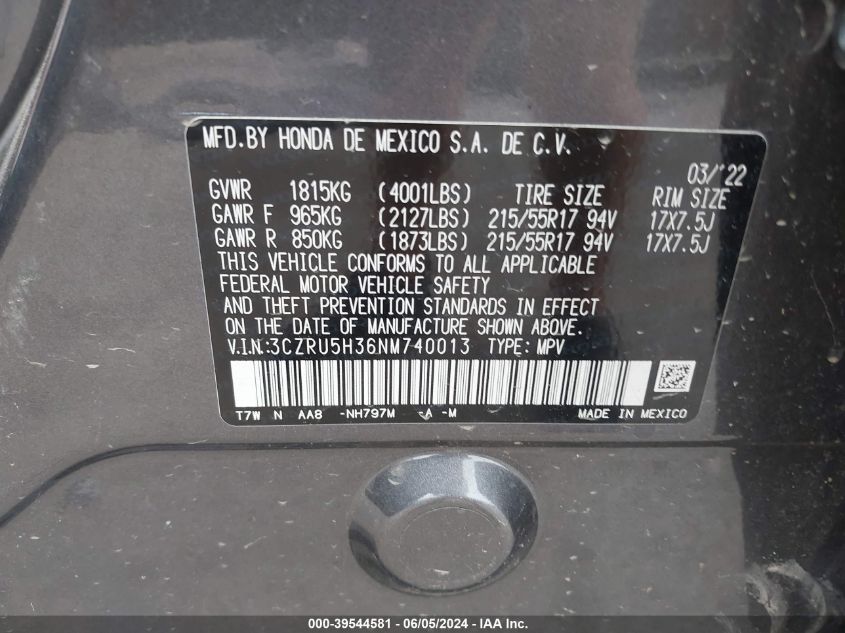 MFD.BY HONDA DE MEXICO S.A. DE C.V.
03/'22
GVWR 1815KG (4001LBS) TIRE SIZE RIM SIZE
GAWR F 965KG (2127LBS) 215/55R17 94V 17X7.5J
GAWR R 850KG (1873LBS) 215/55R17 94V 17X7.5J
THIS VEHICLE CONFORMS TO ALL APPLICABLE
FEDERAL MOTOR VEHICLE SAFETY
AND THEFT PREVENTION STANDARDS IN EFFECT
ON THE DATE OF MANUFACTURE SHOWN ABOVE.
V.I.N.:3CZRU5H36NM740013 TYPE: MPV
T7W N AA8 -NH797M -A -M MADE IN MEXICO
000-39544581 - 06/05/2024 - IAA Inc.